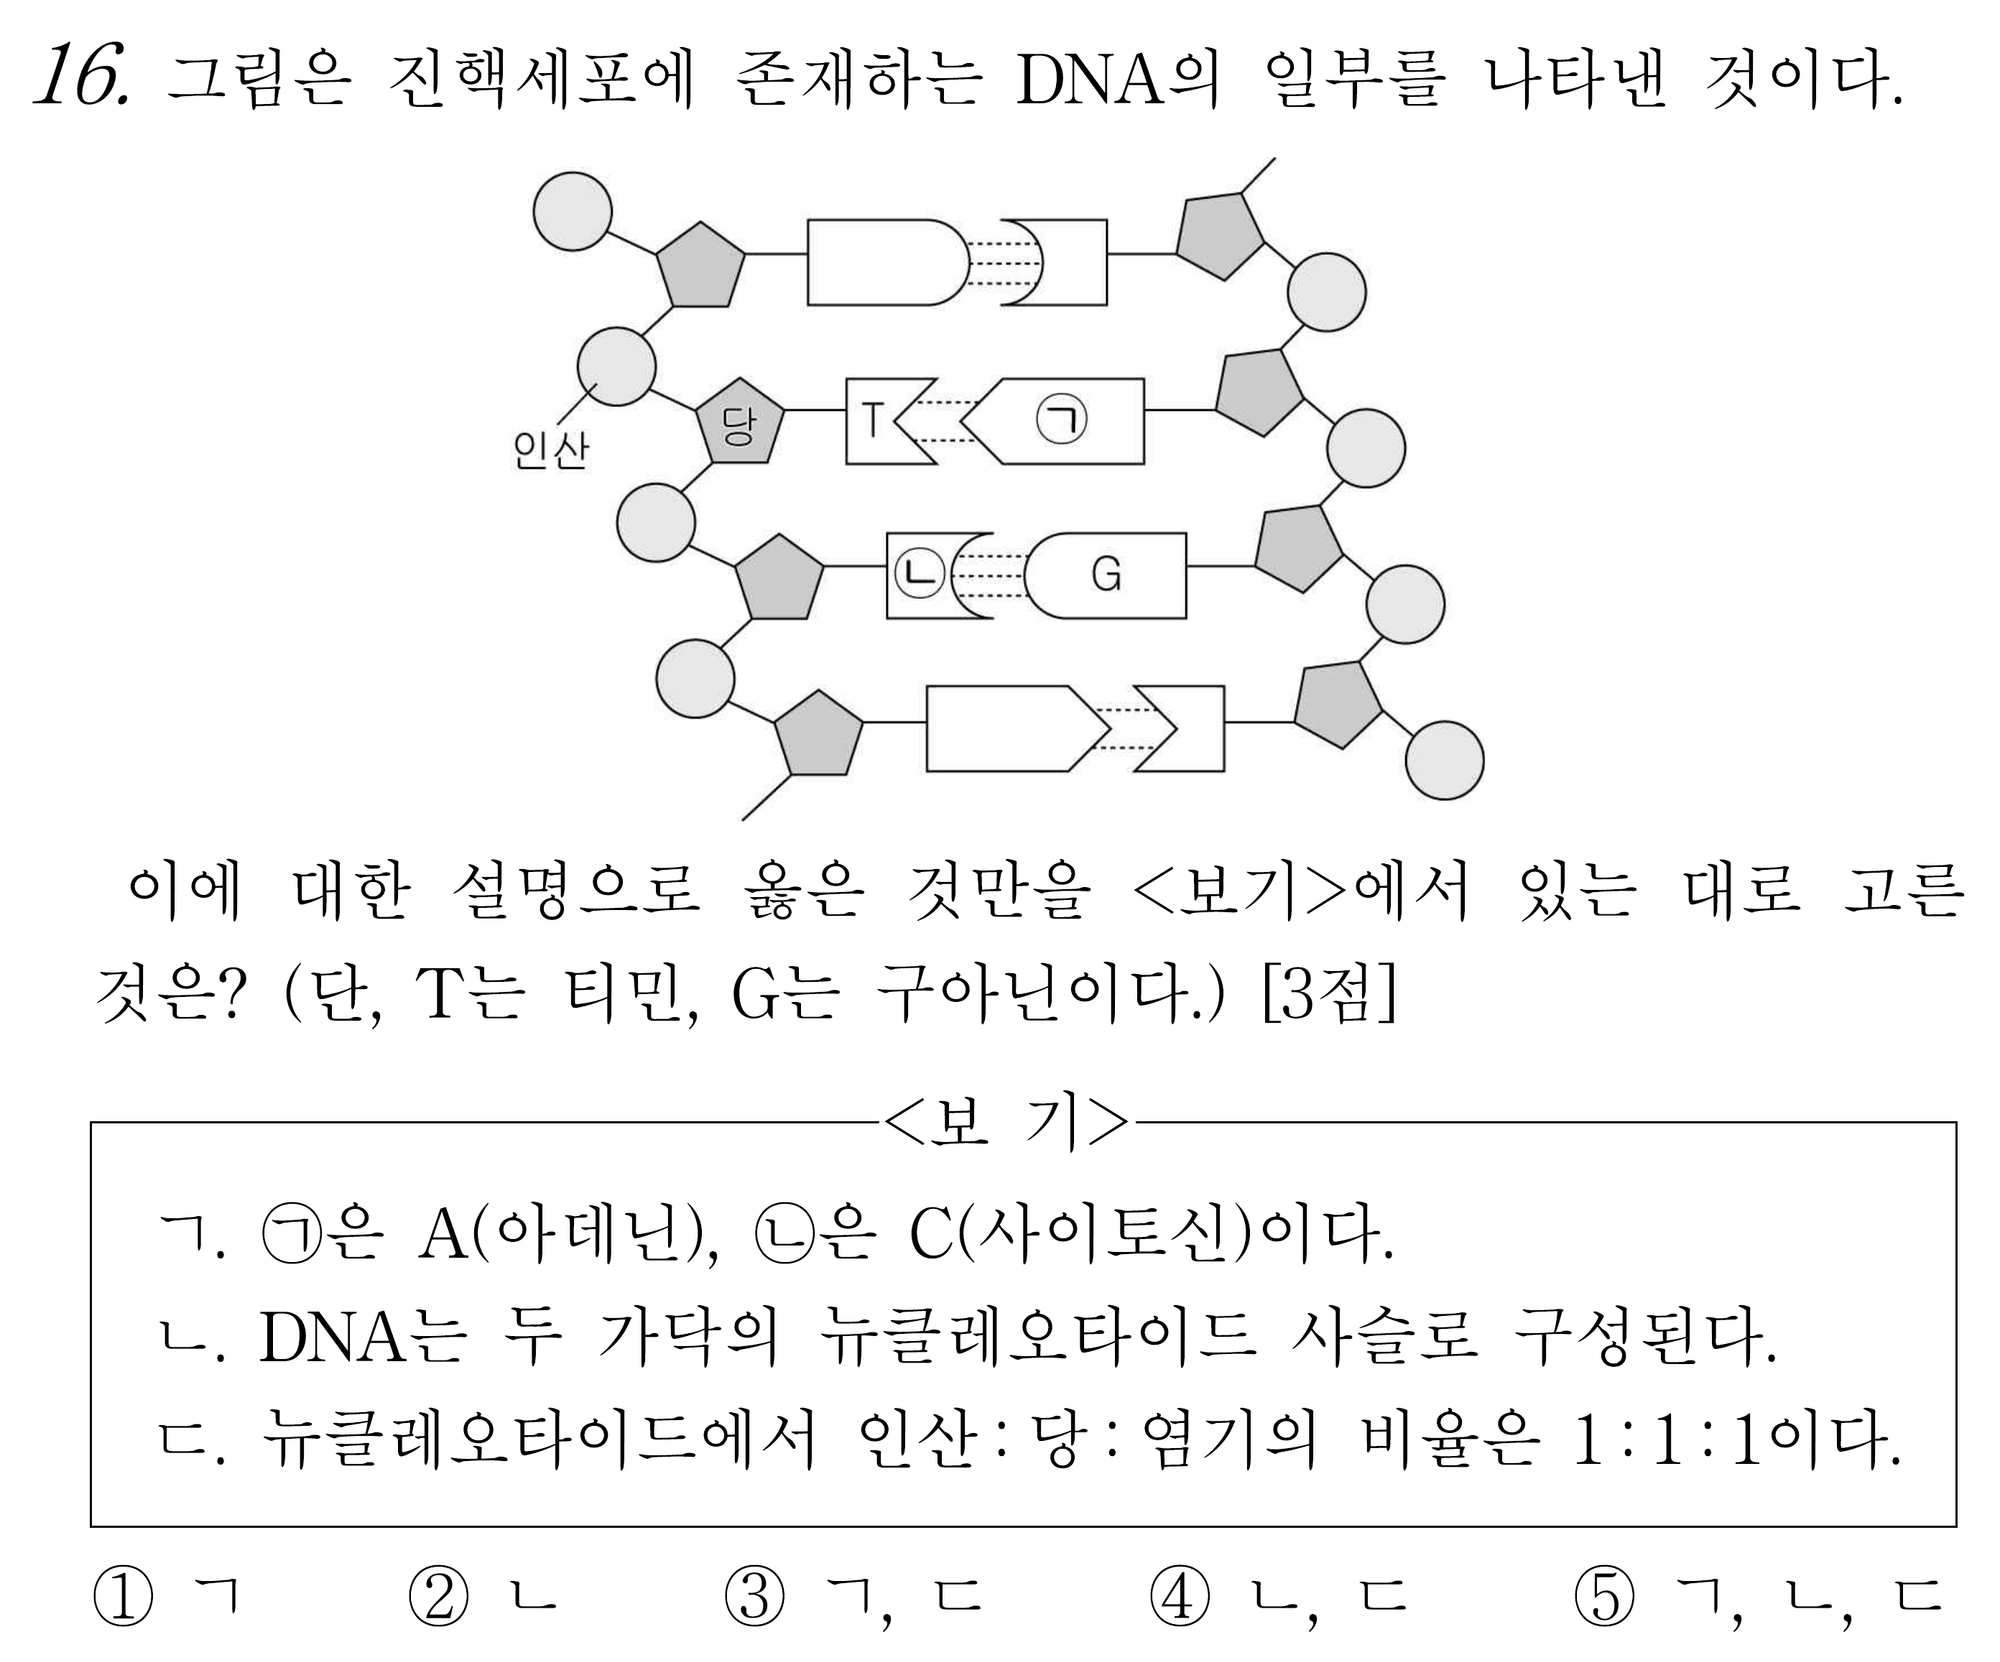 16. 그림은 진핵세포에 존재하는 DNA의 일부를 나타낸 것이다.
인산
당
T
㉠
㉡
G
이에 대한 설명으로 옳은 것만을 <보기>에서 있는 대로 고른
것은? (단, T는 티민, G는 구아닌이다.) [3점]
<보 기>
ㄱ. ㉠은 A(아데닌), ㉡은 C(사이토신)이다.
ㄴ. DNA는 두 가닥의 뉴클레오타이드 사슬로 구성된다.
ㄷ. 뉴클레오타이드에서 인산:당:염기의 비율은 1:1:1이다.
① ㄱ ② ㄴ ③ ㄱ, ㄷ ④ ㄴ, ㄷ ⑤ ㄱ, ㄴ, ㄷ